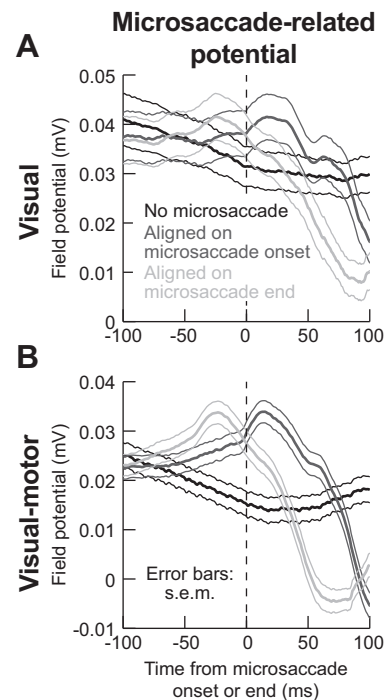 Microsaccade-related
potential
A
Visual
Field potential (mV)
0.05
0.04
0.03
0.02
0.01
0
No microsaccade
Aligned on
microsaccade onset
Aligned on
microsaccade end
-100
-50
0
50
100
B
Visual-motor
Field potential (mV)
0.04
0.03
0.02
0.01
0
-0.01
Error bars:
s.e.m.
-100
-50
0
50
100
Time from microsaccade
onset or end (ms)